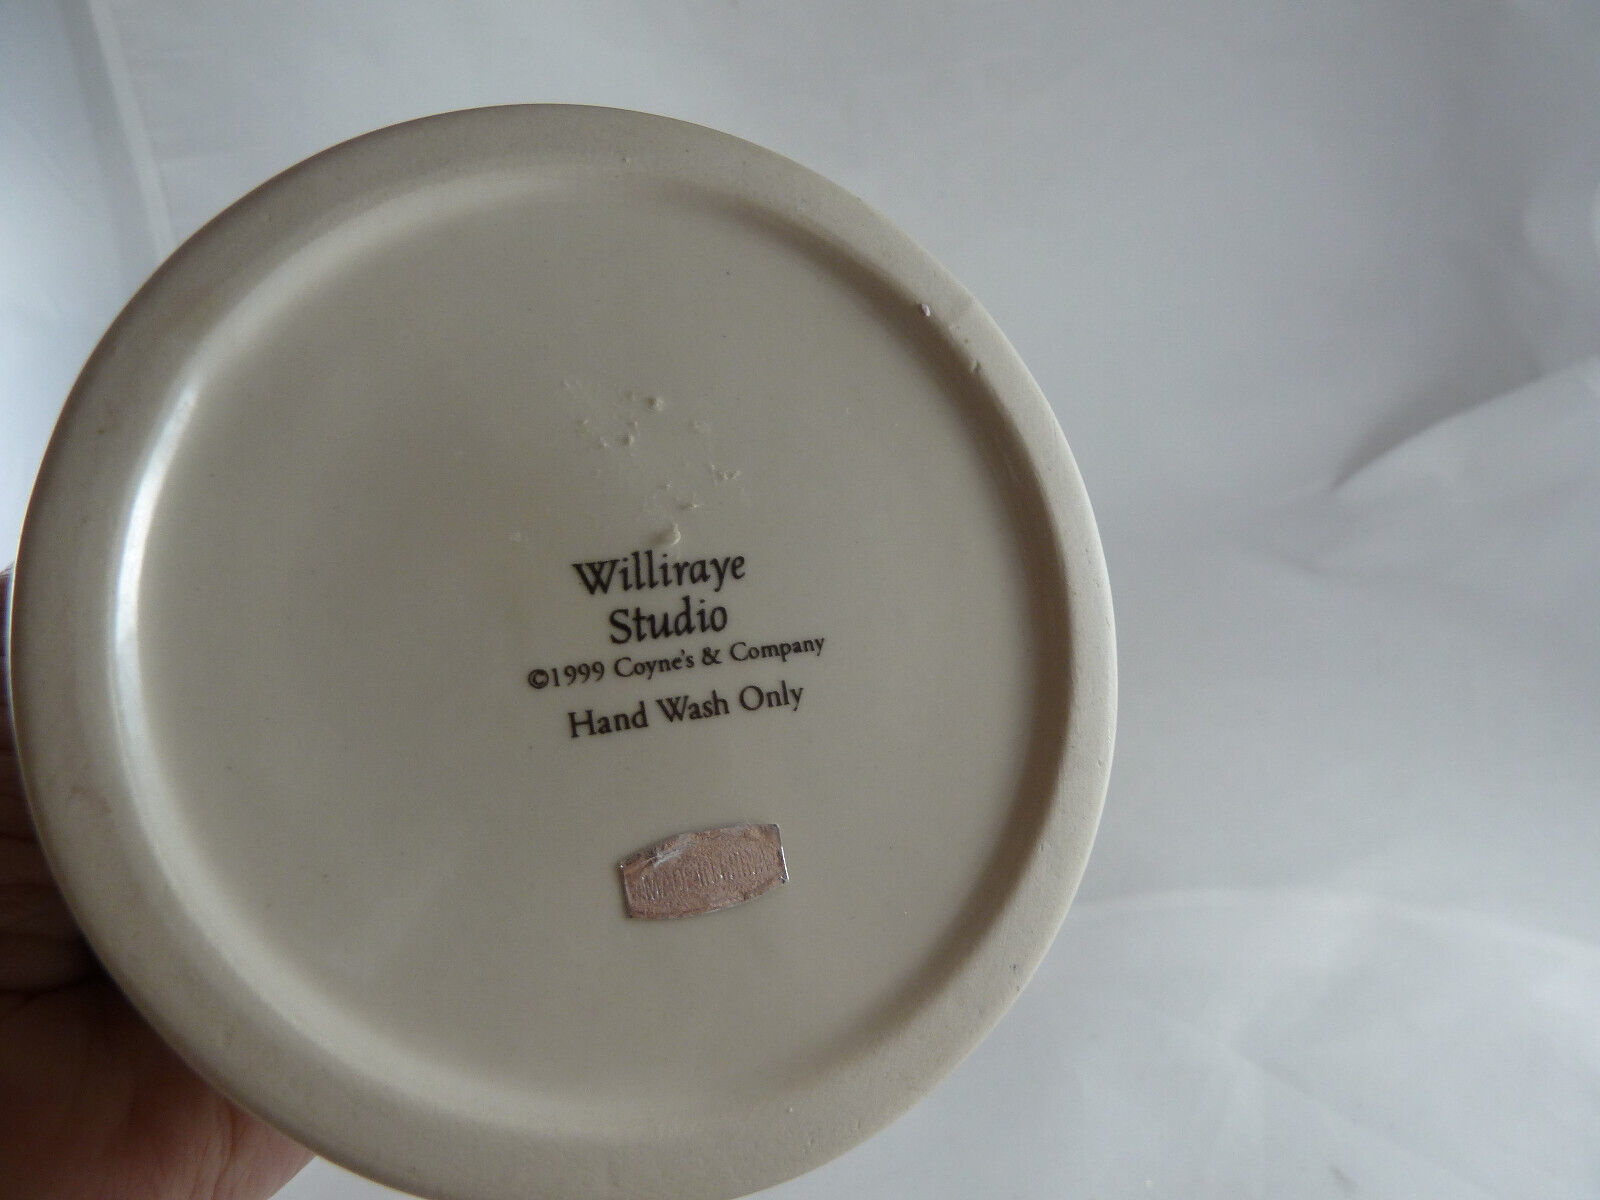 Williraye
Studio
©1999 Coyne's & Company
Hand Wash Only